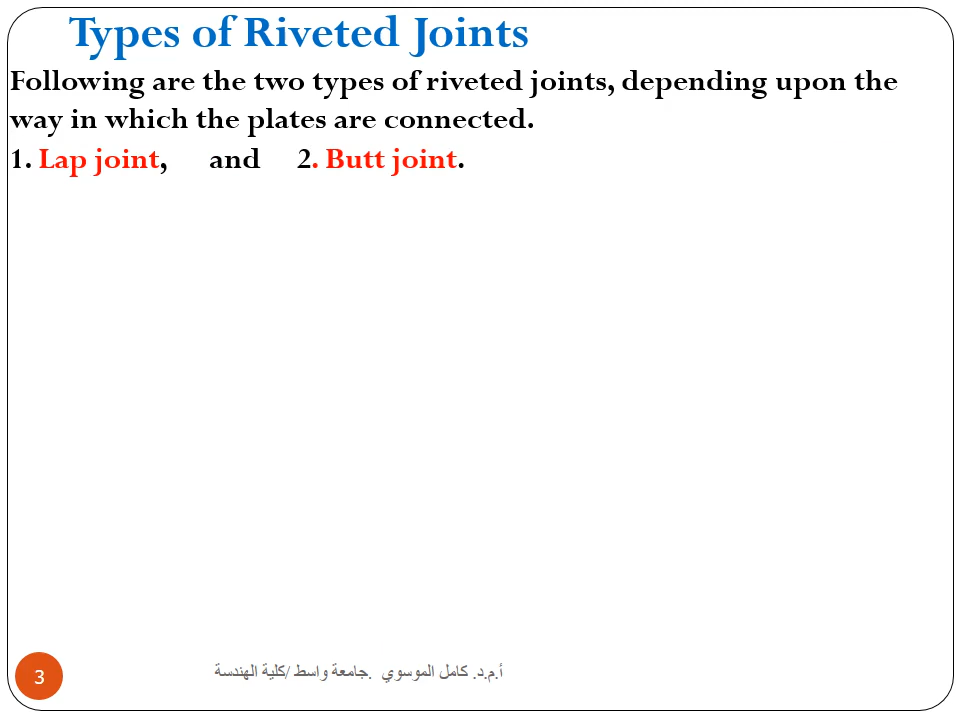 Types of Riveted Joints
Following are the two types of riveted joints, depending upon the
way in which the plates are connected.
1. Lap joint, and 2. Butt joint.
3
أ.م.د. كامل الموسوي .جامعة واسط /كلية الهندسة